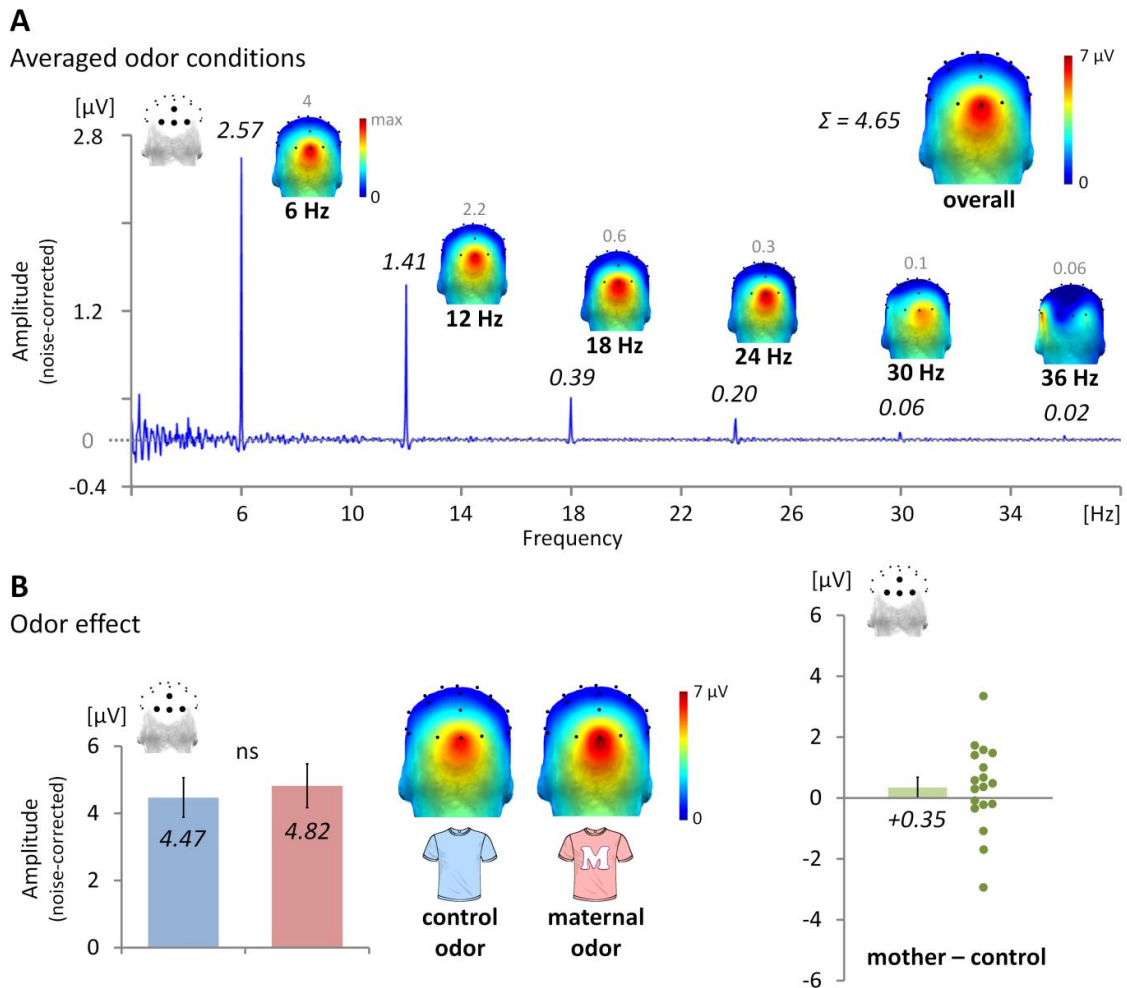 A
Averaged odor conditions
[µV]
2.8
1.2
0
-0.4
Amplitude
(noise-corrected)
2.57
4
max
0
6 Hz
1.41
2.2
12 Hz
0.39
0.6
18 Hz
0.20
0.3
24 Hz
0.06
0.1
30 Hz
0.02
0.06
36 Hz
Σ = 4.65
7 µV
0
overall
6
10
14
18
22
26
30
34
[Hz]
Frequency
B
Odor effect
[µV]
6
4
2
0
Amplitude
(noise-corrected)
ns
4.47
4.82
7 µV
0
M
control
odor
maternal
odor
[µV]
6
4
2
0
-2
-4
-6
+0.35
mother – control